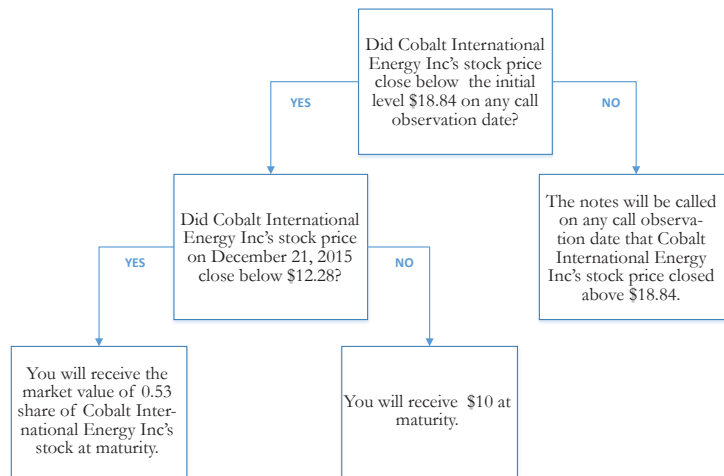 Did Cobalt International
Energy Inc's stock price
close below the initial
level $18.84 on any call
observation date?
YES
NO
Did Cobalt International
Energy Inc's stock price
on December 21, 2015
close below $12.28?
The notes will be called
on any call observa-
tion date that Cobalt
International Energy
Inc's stock price closed
above $18.84.
YES
NO
You will receive the
market value of 0.53
share of Cobalt Inter-
national Energy Inc's
stock at maturity.
You will receive $10 at
maturity.